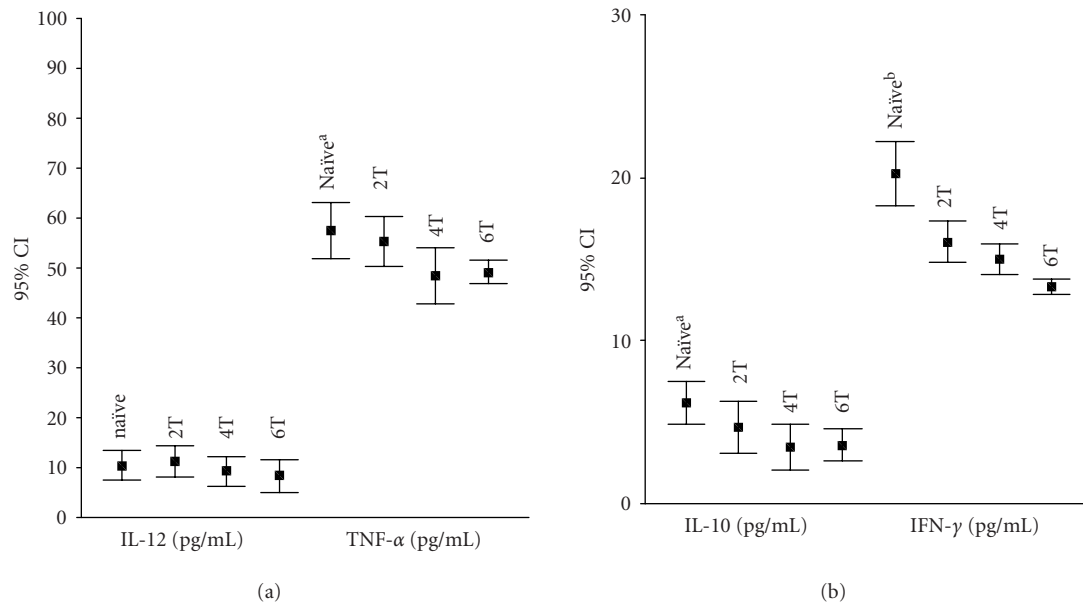 100
90
80
70
60
50
40
30
20
10
0
95% CI
naïve
2T
4T
6T
Naïveᵃ
2T
4T
6T
IL-12 (pg/mL)
TNF-α (pg/mL)
(a)
30
20
10
0
95% CI
Naïveᵃ
2T
4T
6T
Naïveᵇ
2T
4T
6T
IL-10 (pg/mL)
IFN-γ (pg/mL)
(b)